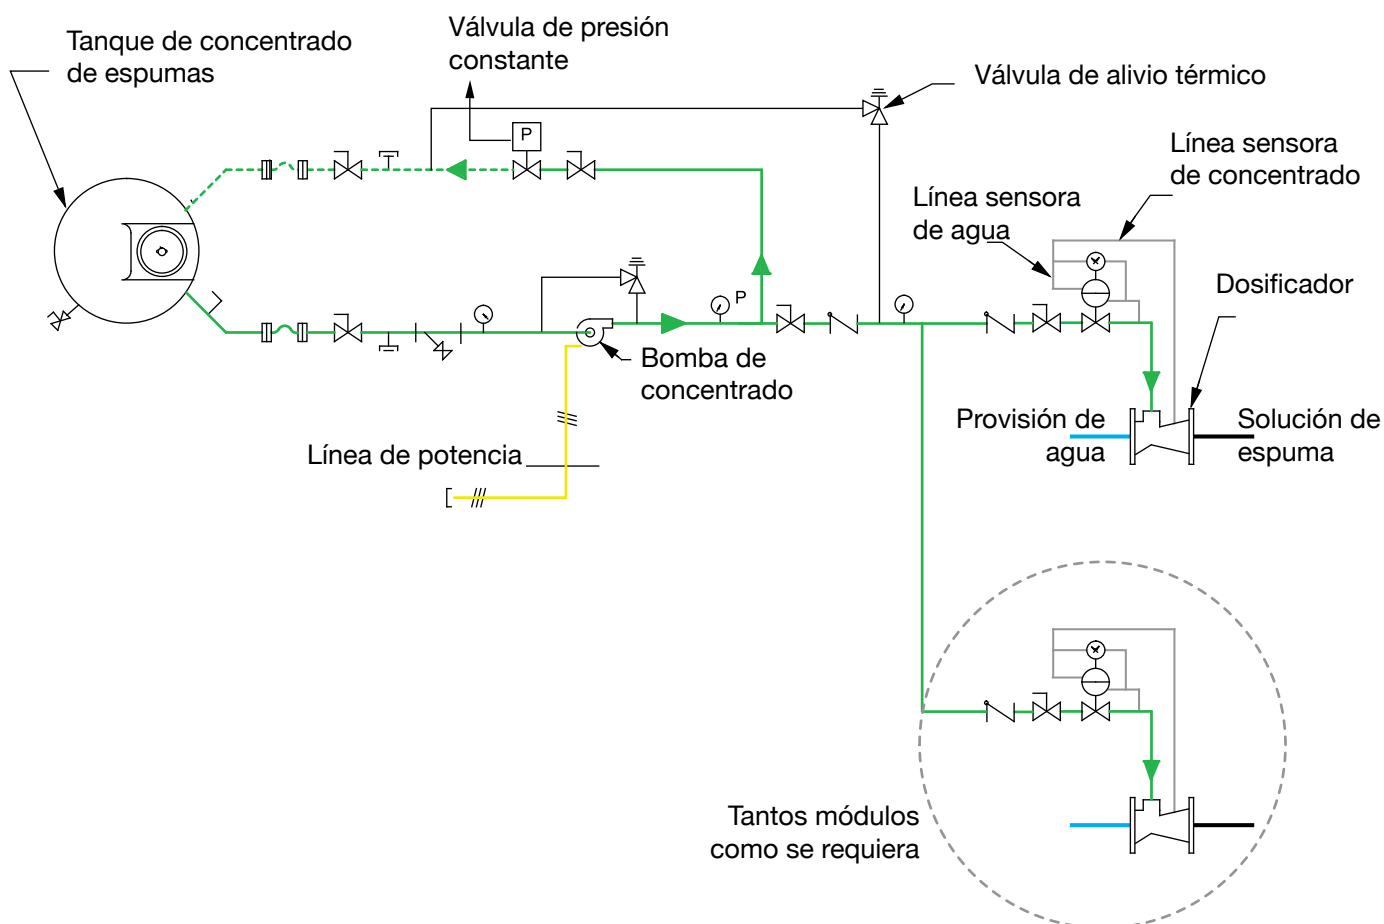 Tanque de concentrado
de espumas
Válvula de presión
constante
Válvula de alivio térmico
P
Línea sensora
de concentrado
Línea sensora
de agua
Dosificador
P
Bomba de
concentrado
Línea de potencia
Provisión de
agua
Solución de
espuma
Tantos módulos
como se requiera